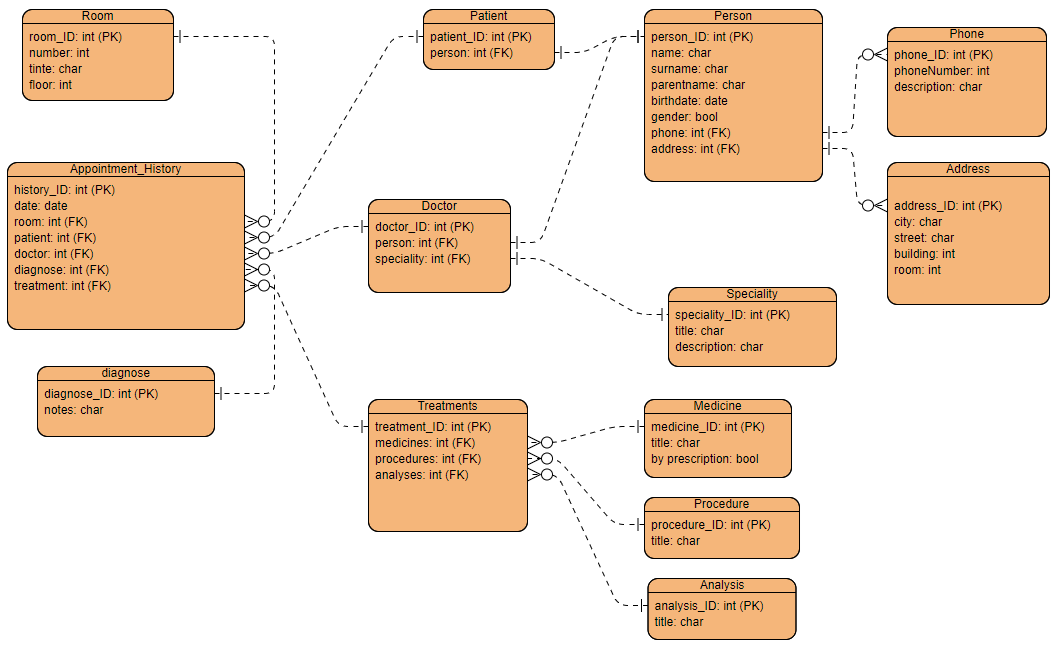 Room
room_ID: int (PK)
number: int
tinte: char
floor: int
Patient
patient_ID: int (PK)
person: int (FK)
Person
person_ID: int (PK)
name: char
surname: char
parentname: char
birthdate: date
gender: bool
phone: int (FK)
address: int (FK)
Phone
phone_ID: int (PK)
phoneNumber: int
description: char
Appointment_History
history_ID: int (PK)
date: date
room: int (FK)
patient: int (FK)
doctor: int (FK)
diagnose: int (FK)
treatment: int (FK)
Doctor
doctor_ID: int (PK)
person: int (FK)
speciality: int (FK)
Address
address_ID: int (PK)
city: char
street: char
building: int
room: int
Speciality
speciality_ID: int (PK)
title: char
description: char
diagnose
diagnose_ID: int (PK)
notes: char
Treatments
treatment_ID: int (PK)
medicines: int (FK)
procedures: int (FK)
analyses: int (FK)
Medicine
medicine_ID: int (PK)
title: char
by prescription: bool
Procedure
procedure_ID: int (PK)
title: char
Analysis
analysis_ID: int (PK)
title: char